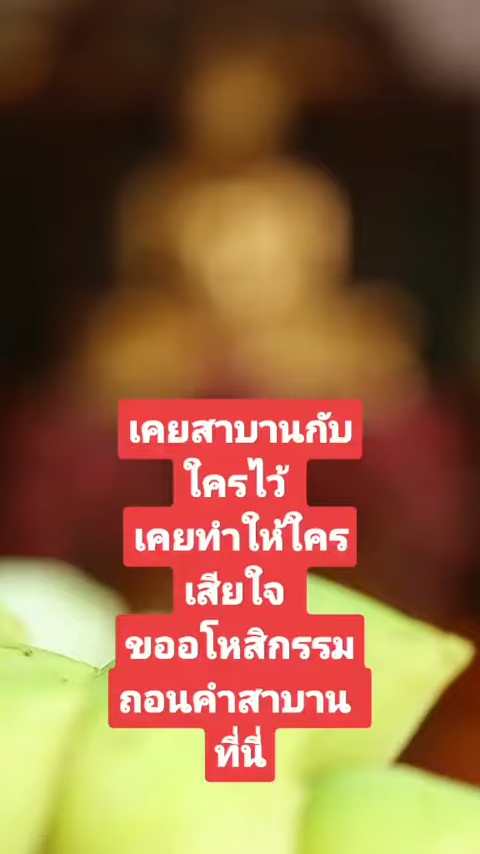 เคยสาบานกับ
ใครไว้
เคยทำให้ใคร
เสียใจ
ขออโหสิกรรม
ถอนคำสาบาน
ที่นี่